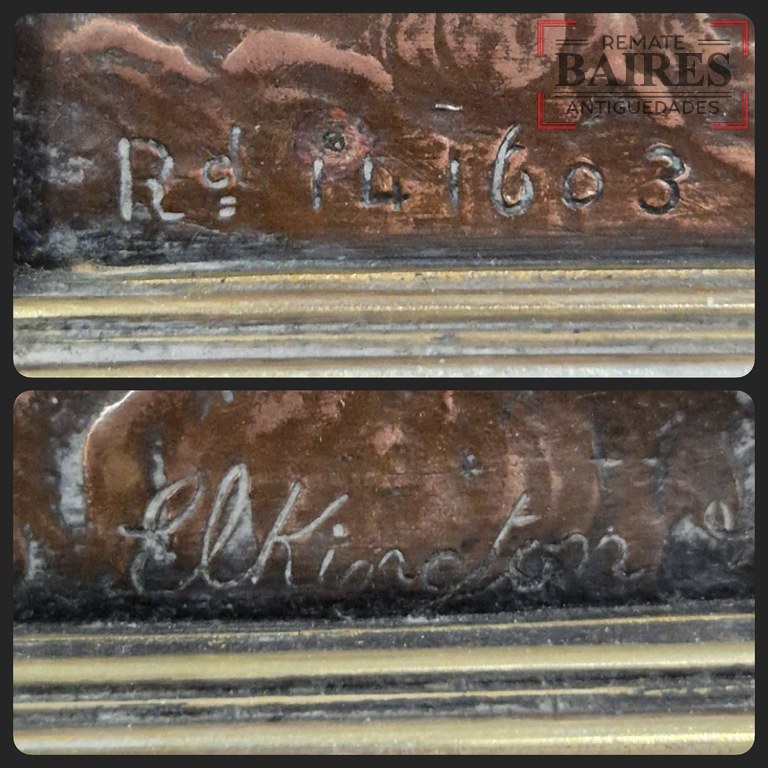 REMATE
BAIRES
ANTIGUEDADES
Rd 141603
Elkington